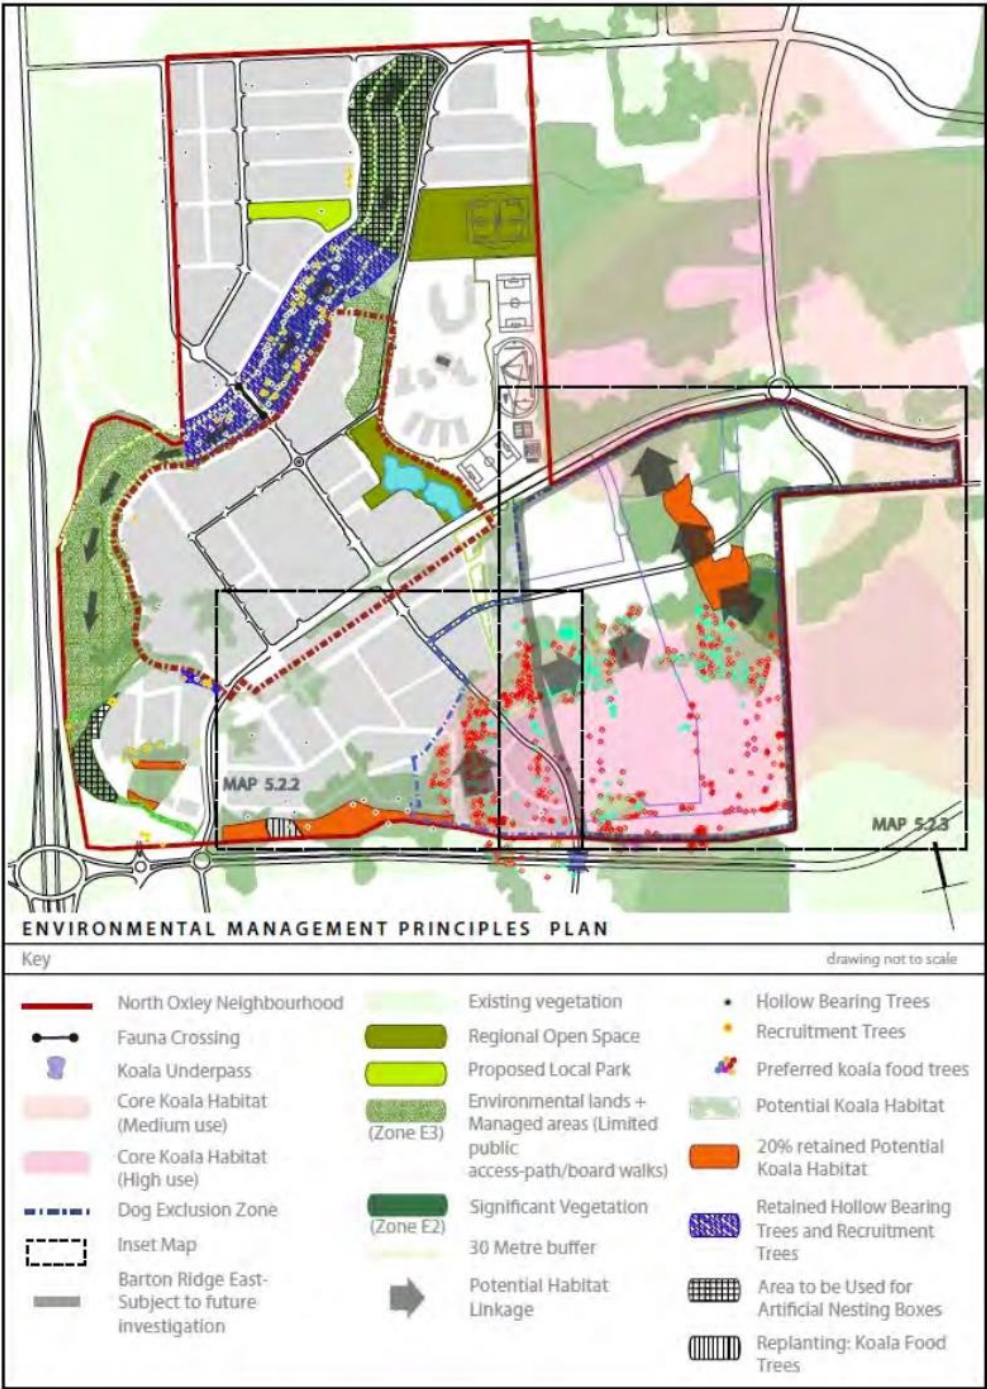 MAP 5.2.2
MAP 5.2.3
ENVIRONMENTAL MANAGEMENT PRINCIPLES PLAN
Key
drawing not to scale
North Oxley Neighbourhood
Fauna Crossing
Koala Underpass
Core Koala Habitat
(Medium use)
Core Koala Habitat
(High use)
Dog Exclusion Zone
Inset Map
Barton Ridge East-
Subject to future
investigation
Existing vegetation
Regional Open Space
Proposed Local Park
Environmental lands +
Managed areas (Limited
public
access-path/board walks)
(Zone E3)
Significant Vegetation
(Zone E2)
30 Metre buffer
Potential Habitat
Linkage
Hollow Bearing Trees
Recruitment Trees
Preferred koala food trees
Potential Koala Habitat
20% retained Potential
Koala Habitat
Retained Hollow Bearing
Trees and Recruitment
Trees
Area to be Used for
Artificial Nesting Boxes
Replanting: Koala Food
Trees